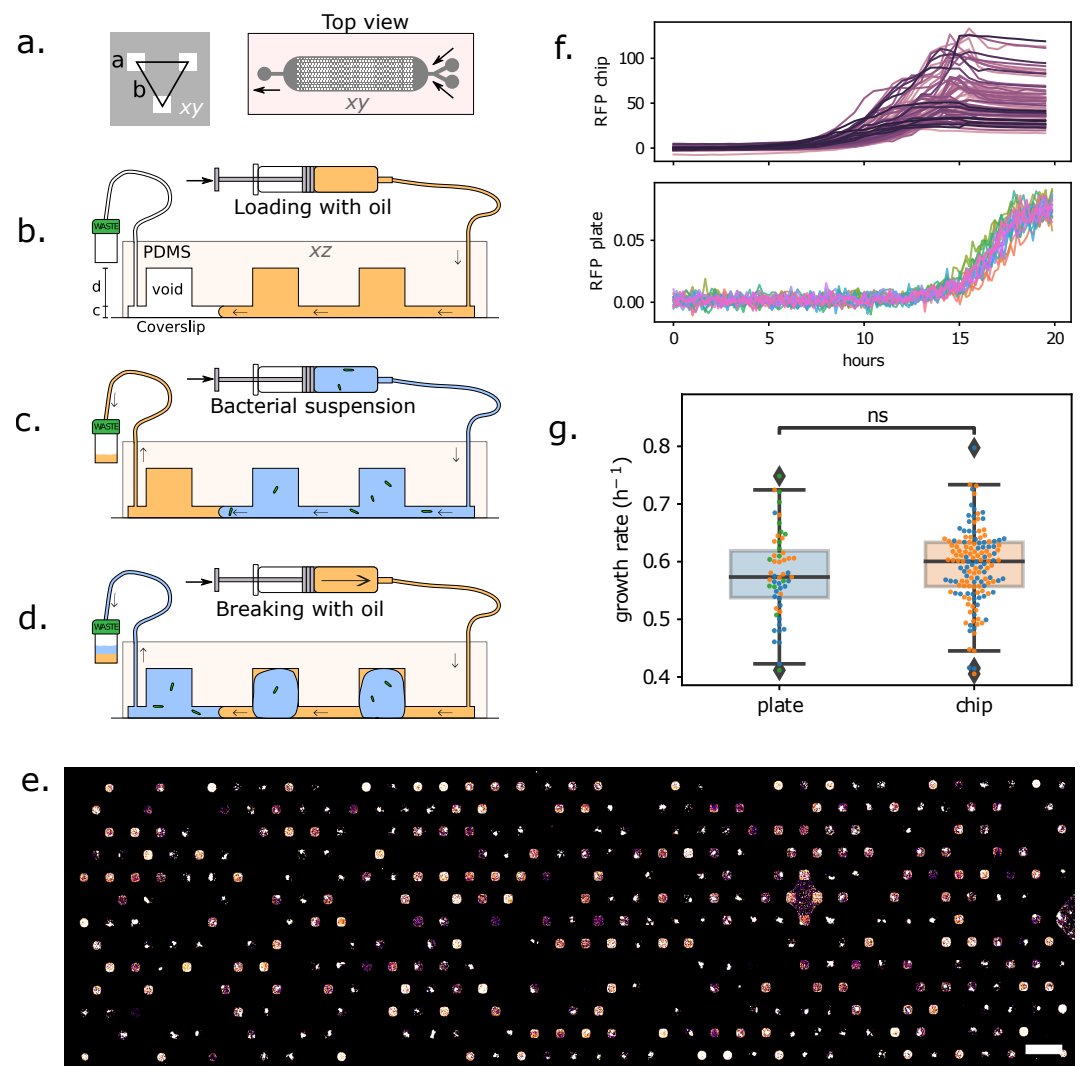 a.
a
b
xy
Top view
xy
b.
WASTE
Loading with oil
PDMS
xz
d
void
c
Coverslip
c.
WASTE
Bacterial suspension
d.
WASTE
Breaking with oil
e.
f.
RFP chip
100
50
0
RFP plate
0.05
0.00
0
5
10
15
20
hours
g.
growth rate (h⁻¹)
ns
0.8
0.7
0.6
0.5
0.4
plate
chip